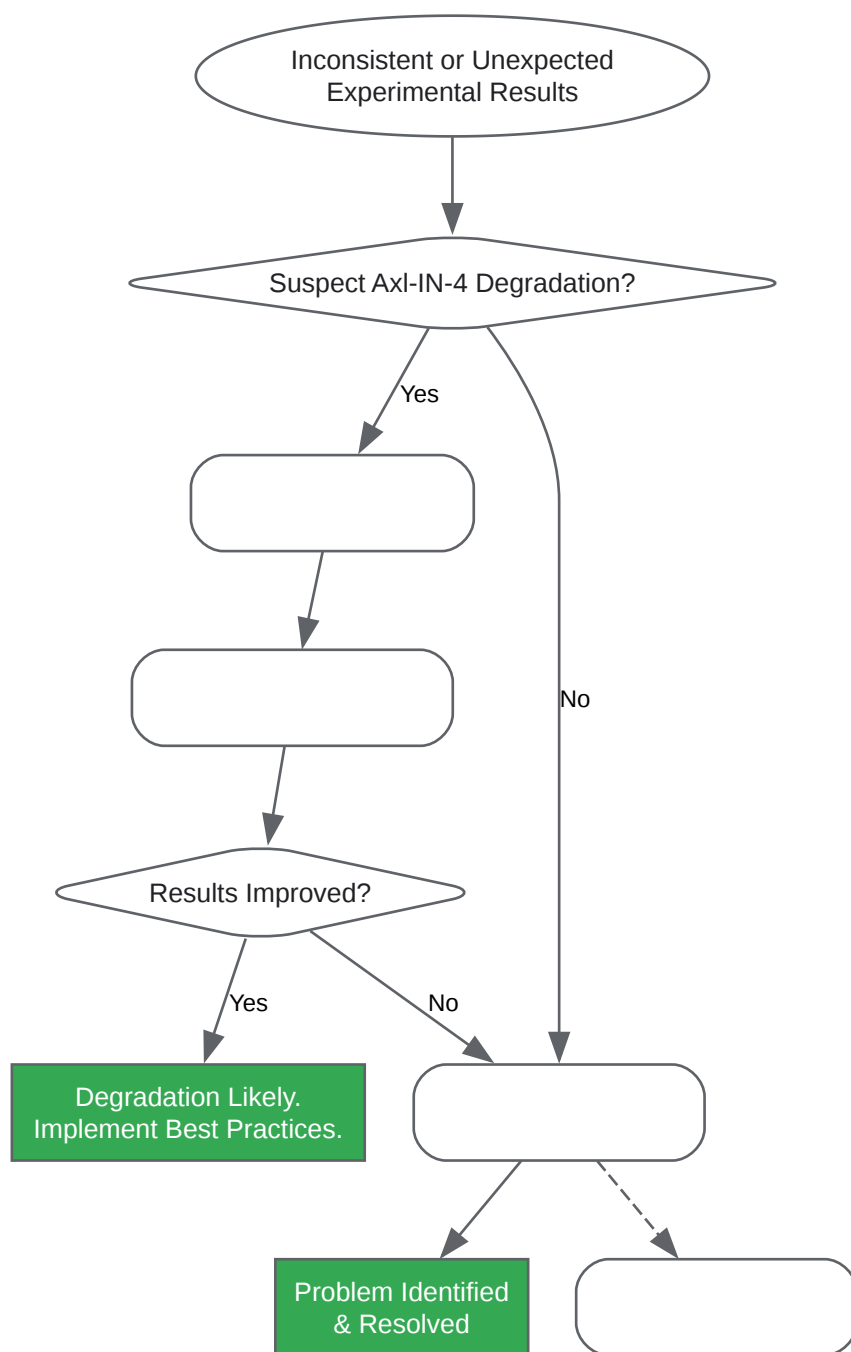 Inconsistent or Unexpected
Experimental Results
Suspect Axl-IN-4 Degradation?
Yes
No
Results Improved?
Yes
No
Degradation Likely.
Implement Best Practices.
Problem Identified
& Resolved